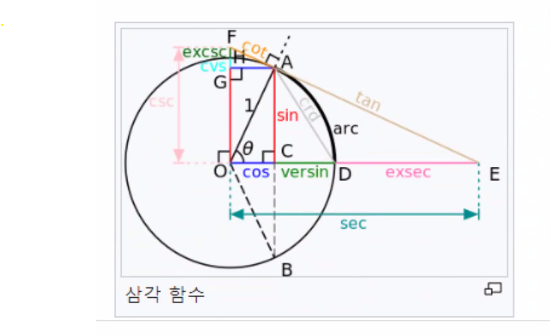 F
excsc
cot
H
A
cvs
G
csc
1
sin
crd
tan
arc
θ
C
O
cos
versin
D
exsec
E
sec
B
삼각 함수